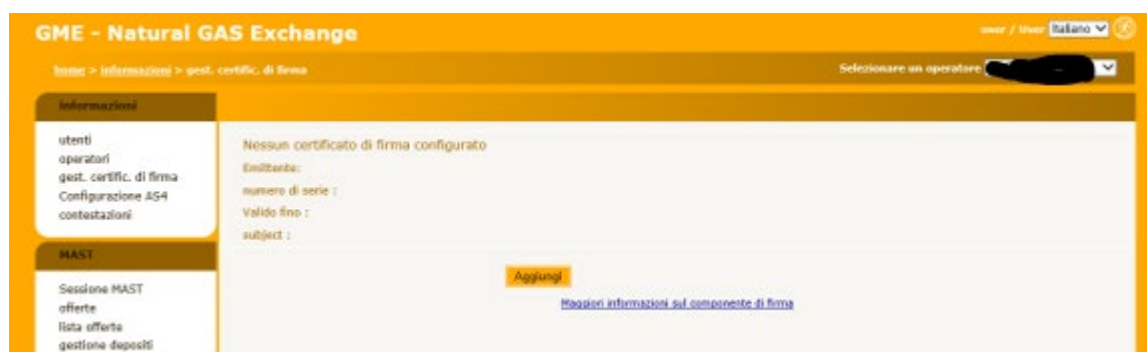 GME - Natural GAS Exchange
user / User Italiano
home > informazioni > gest. certific. di firma
Selezionare un operatore
informazioni
utenti
operatori
gest. certific. di firma
Configurazione AS4
contestazioni
MAST
Sessione MAST
offerte
lista offerte
gestione depositi
Nessun certificato di firma configurato
Emittente:
numero di serie :
Valido fino :
subject :
Aggiungi
Maggiori informazioni sul componente di firma